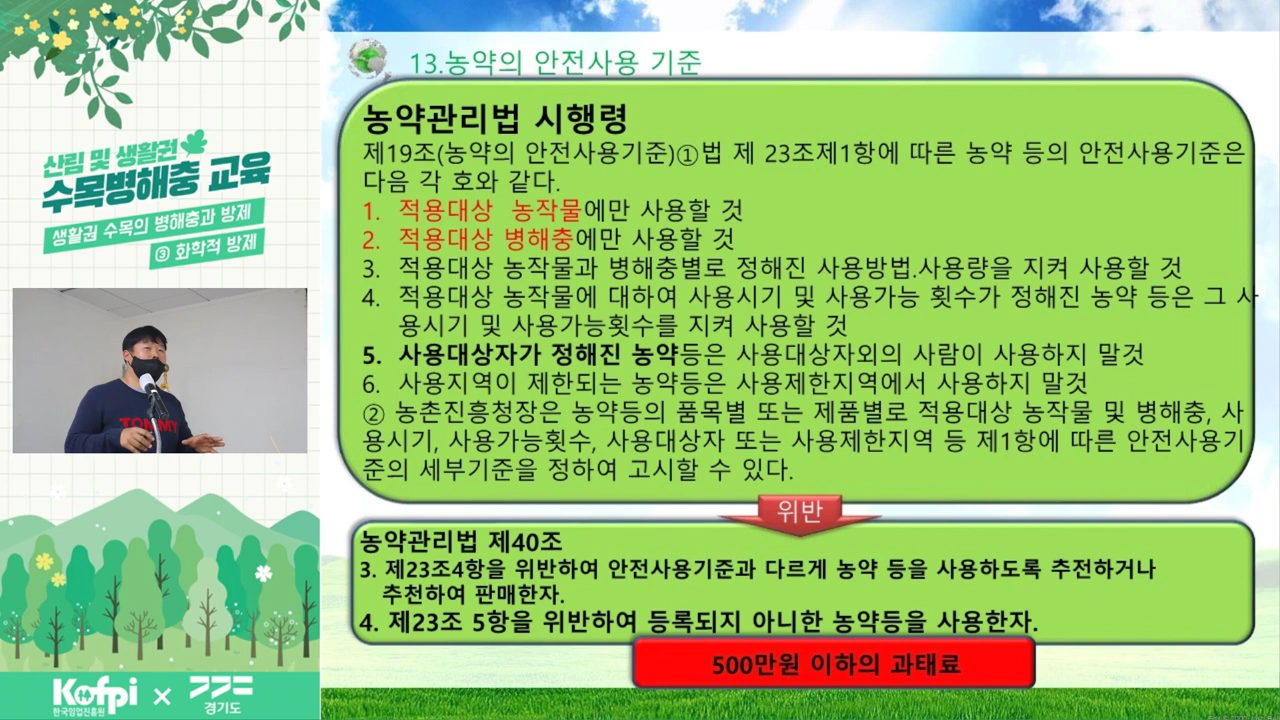 산림 및 생활권
수목병해충 교육
생활권 수목의 병해충과 방제
③ 화학적 방제
TOMMY
Kofpi
한국임업진흥원
×
경기도
13.농약의 안전사용 기준
농약관리법 시행령
제19조(농약의 안전사용기준)①법 제 23조제1항에 따른 농약 등의 안전사용기준은
다음 각 호와 같다.
1. 적용대상 농작물에만 사용할 것
2. 적용대상 병해충에만 사용할 것
3. 적용대상 농작물과 병해충별로 정해진 사용방법.사용량을 지켜 사용할 것
4. 적용대상 농작물에 대하여 사용시기 및 사용가능 횟수가 정해진 농약 등은 그 사
용시기 및 사용가능횟수를 지켜 사용할 것
5. 사용대상자가 정해진 농약등은 사용대상자외의 사람이 사용하지 말것
6. 사용지역이 제한되는 농약등은 사용제한지역에서 사용하지 말것
② 농촌진흥청장은 농약등의 품목별 또는 제품별로 적용대상 농작물 및 병해충, 사
용시기, 사용가능횟수, 사용대상자 또는 사용제한지역 등 제1항에 따른 안전사용기
준의 세부기준을 정하여 고시할 수 있다.
위반
농약관리법 제40조
3. 제23조4항을 위반하여 안전사용기준과 다르게 농약 등을 사용하도록 추전하거나
추천하여 판매한자.
4. 제23조 5항을 위반하여 등록되지 아니한 농약등을 사용한자.
500만원 이하의 과태료